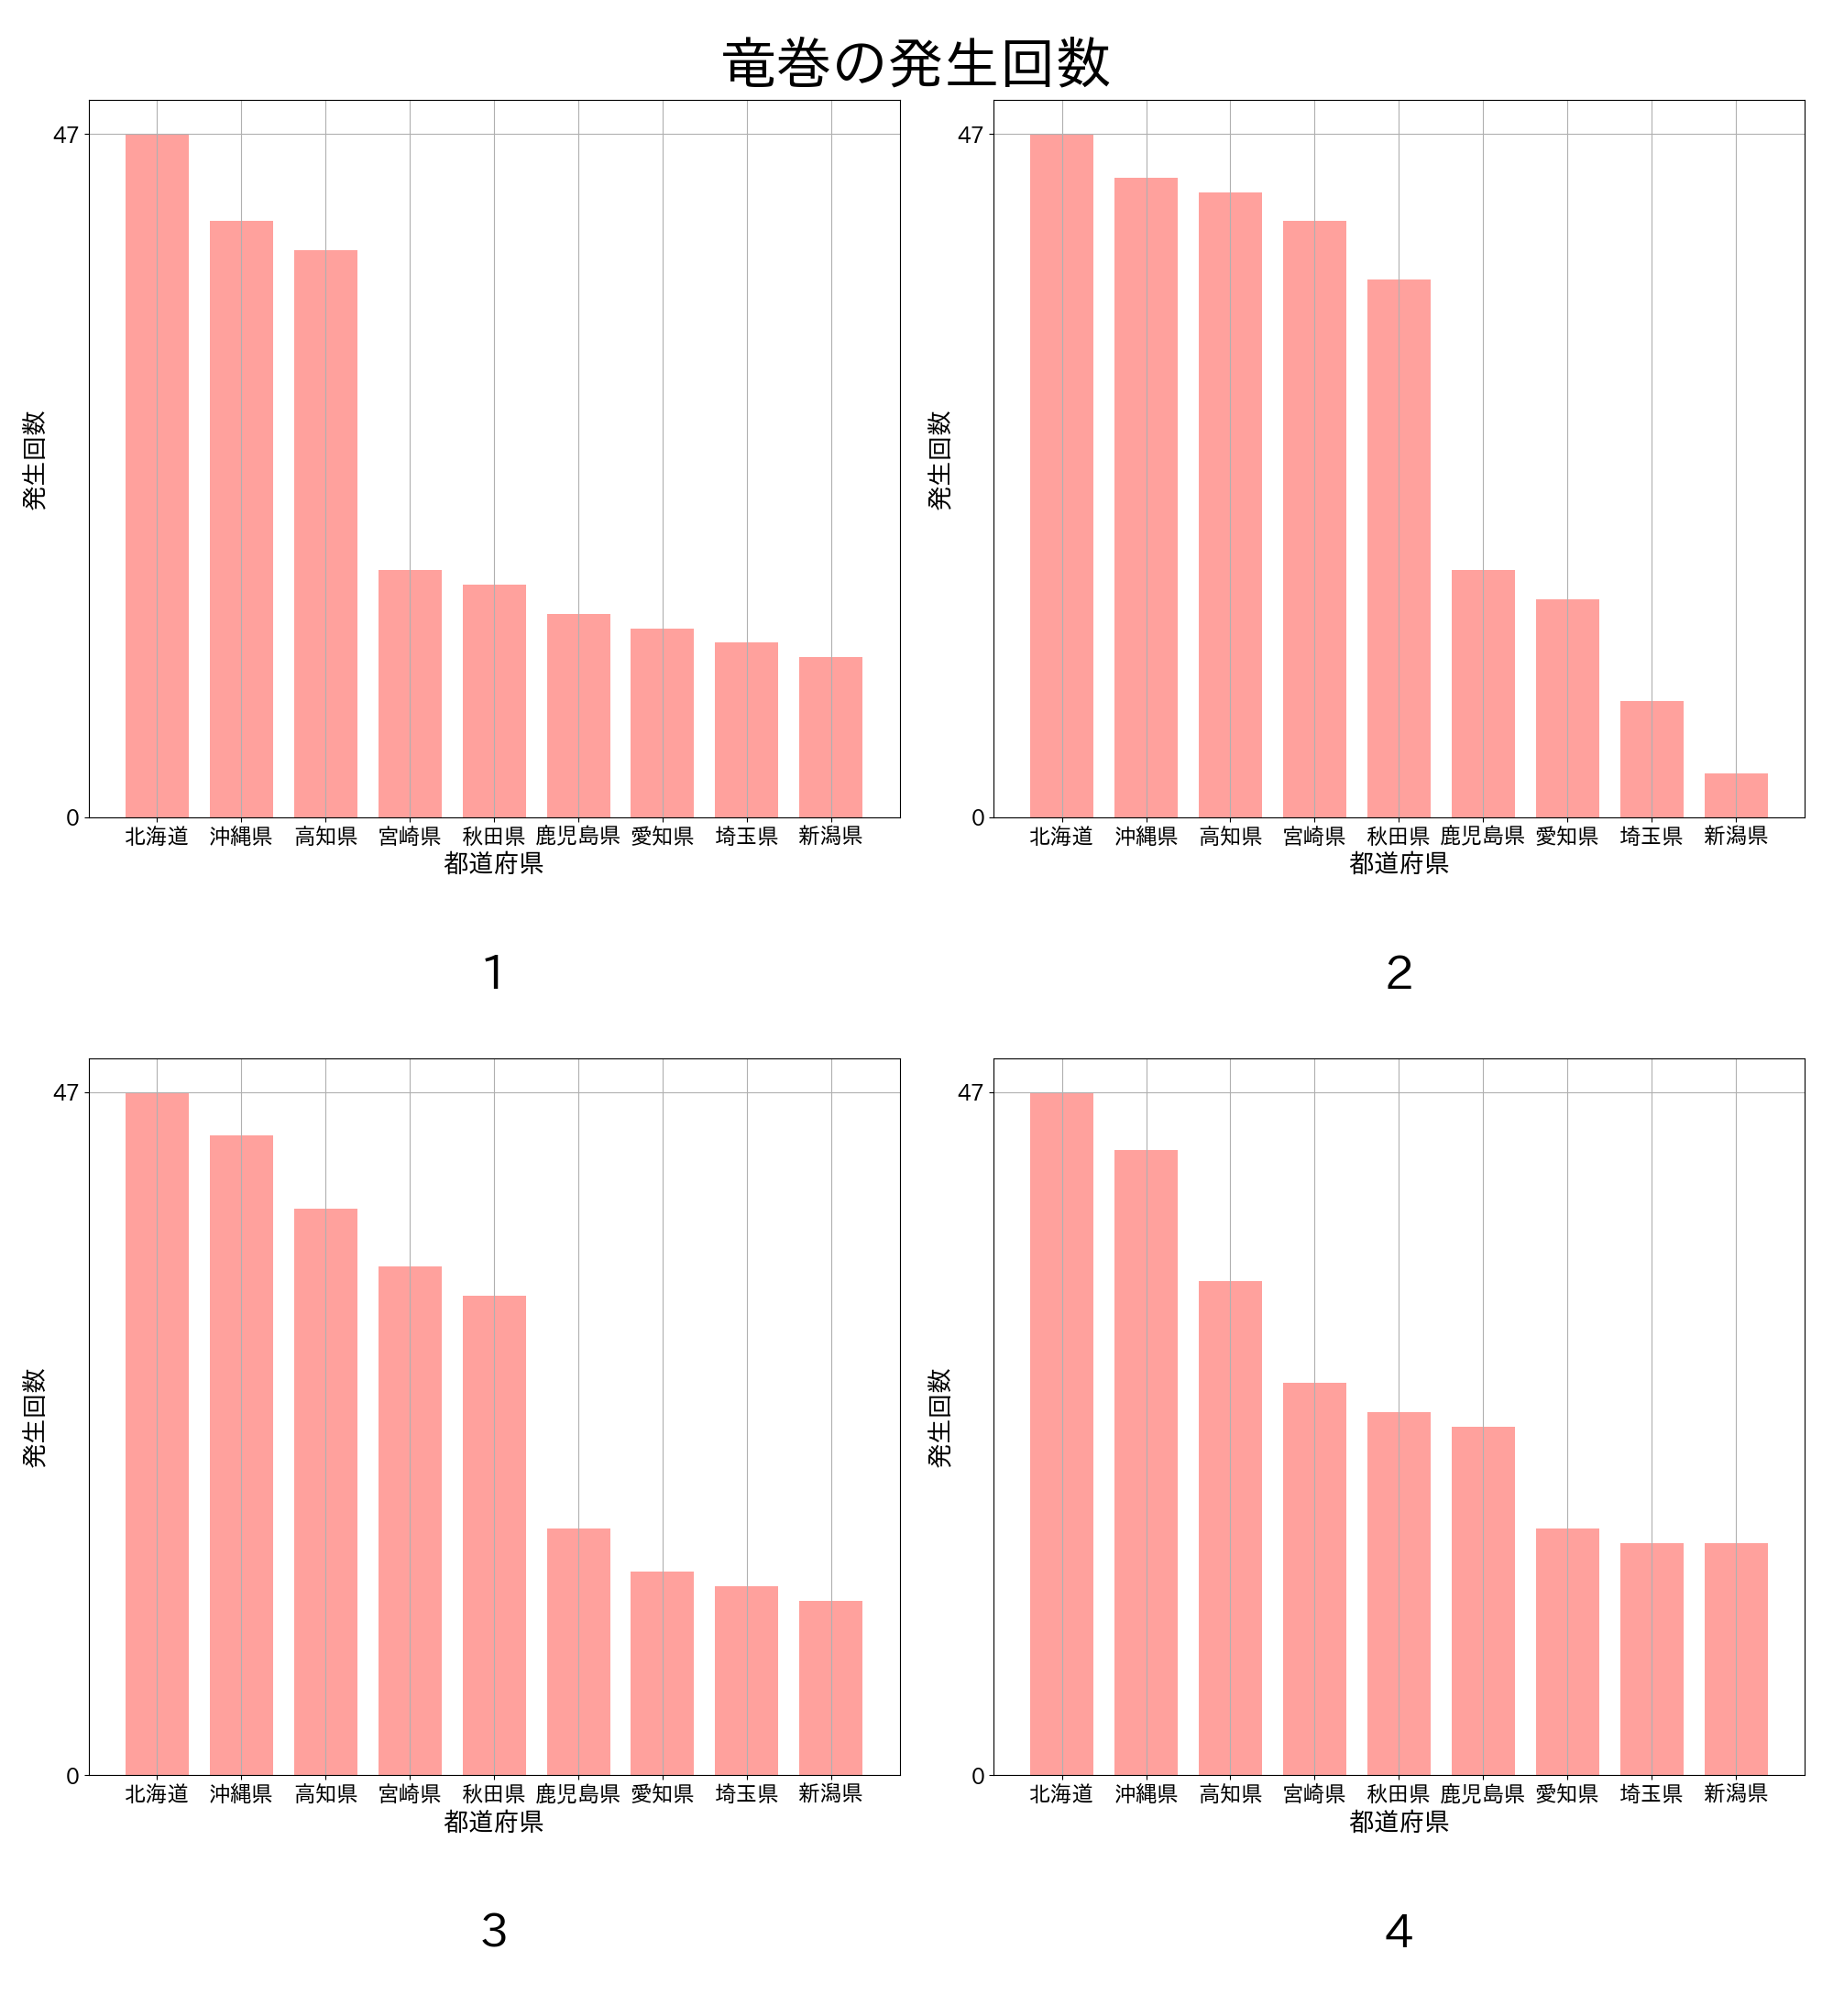 竜巻の発生回数
47
0
発生回数
北海道 沖縄県 高知県 宮崎県 秋田県 鹿児島県 愛知県 埼玉県 新潟県
都道府県
1
47
0
発生回数
北海道 沖縄県 高知県 宮崎県 秋田県 鹿児島県 愛知県 埼玉県 新潟県
都道府県
2
47
0
発生回数
北海道 沖縄県 高知県 宮崎県 秋田県 鹿児島県 愛知県 埼玉県 新潟県
都道府県
3
47
0
発生回数
北海道 沖縄県 高知県 宮崎県 秋田県 鹿児島県 愛知県 埼玉県 新潟県
都道府県
4